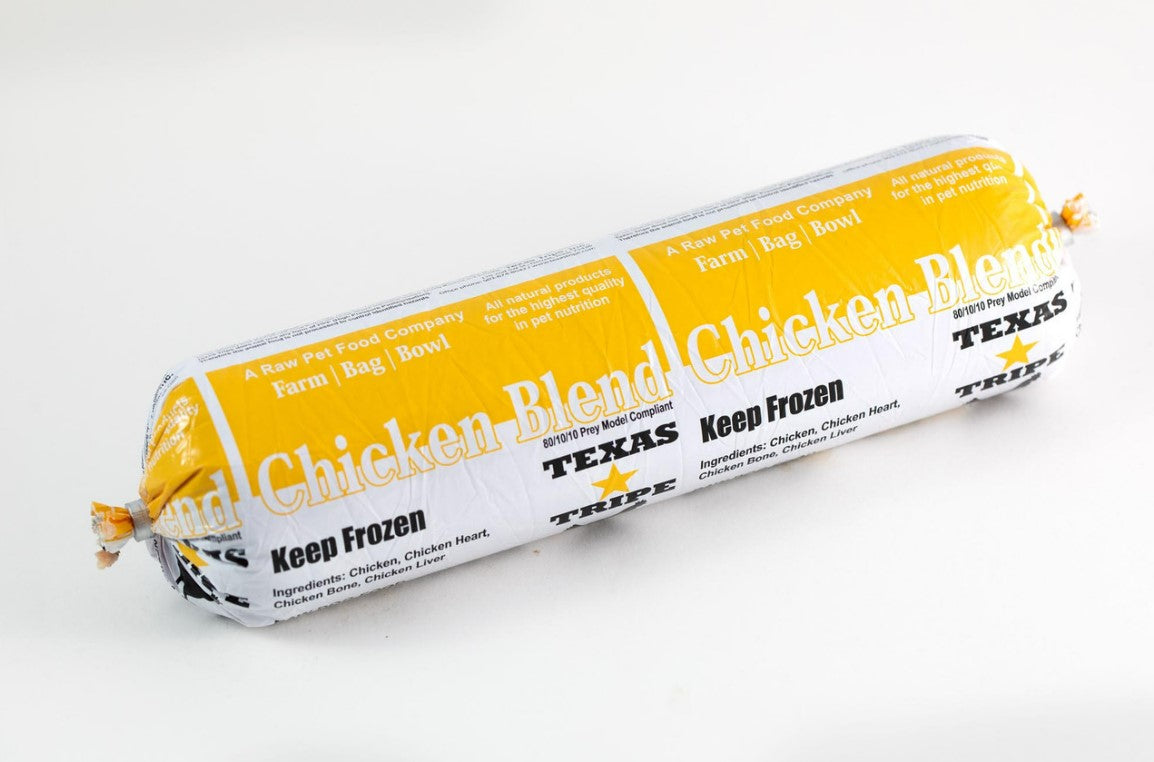 A Raw Pet Food Company
Farm | Bag | Bowl
All natural products
for the highest quality
in pet nutrition
Chicken Blend
80/10/10 Prey Model Compliant
TEXAS
TRIPE
Keep Frozen
Ingredients: Chicken, Chicken Heart,
Chicken Bone, Chicken Liver
A Raw Pet Food Company
Farm | Bag | Bowl
All natural products
for the highest
in pet nutrition
Chicken Blend
80/10/10 Prey Model Compliant
TEXAS
TRIPE
Keep Frozen
Ingredients: Chicken, Chicken Heart,
Chicken Bone, Chicken Liver